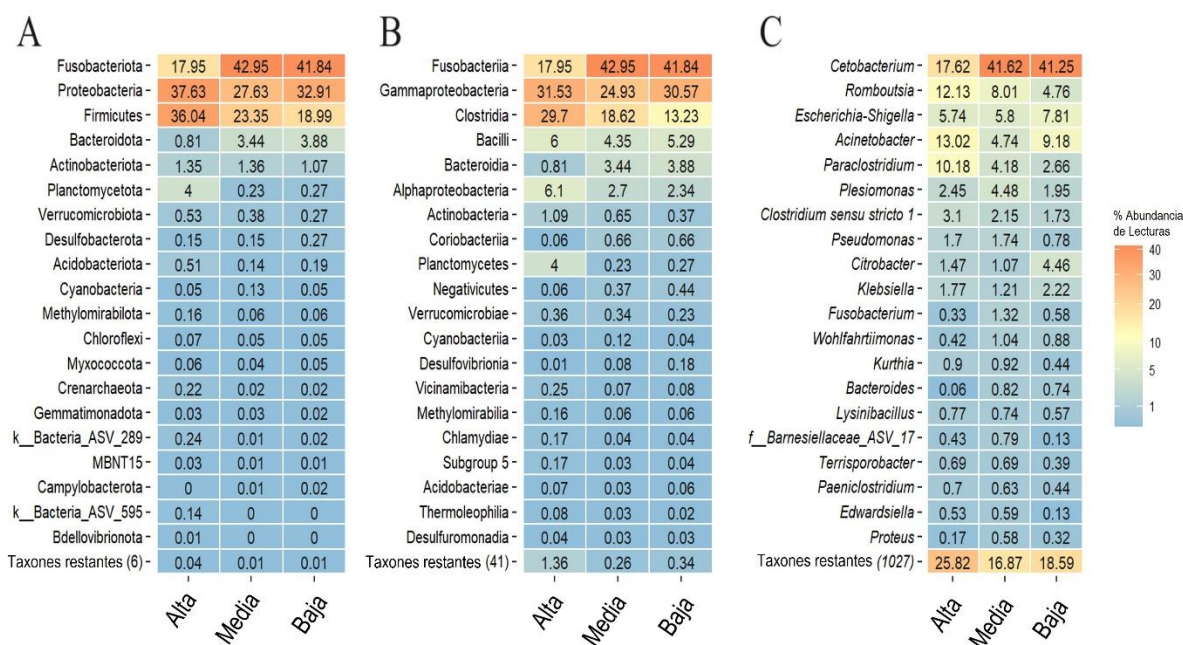 A
Fusobacteriota 17.95 42.95 41.84
Proteobacteria 37.63 27.63 32.91
Firmicutes 36.04 23.35 18.99
Bacteroidota 0.81 3.44 3.88
Actinobacteriota 1.35 1.36 1.07
Planctomycetota 4 0.23 0.27
Verrucomicrobiota 0.53 0.38 0.27
Desulfobacterota 0.15 0.15 0.27
Acidobacteriota 0.51 0.14 0.19
Cyanobacteria 0.05 0.13 0.05
Methylomirabilota 0.16 0.06 0.06
Chloroflexi 0.07 0.05 0.05
Myxococcota 0.06 0.04 0.05
Crenarchaeota 0.22 0.02 0.02
Gemmatimonadota 0.03 0.03 0.02
k__Bacteria_ASV_289 0.24 0.01 0.02
MBNT15 0.03 0.01 0.01
Campylobacterota 0 0.01 0.02
k__Bacteria_ASV_595 0.14 0 0
Bdellovibrionota 0.01 0 0
Taxones restantes (6) 0.04 0.01 0.01
Alta Media Baja
B
Fusobacteriia 17.95 42.95 41.84
Gammaproteobacteria 31.53 24.93 30.57
Clostridia 29.7 18.62 13.23
Bacilli 6 4.35 5.29
Bacteroidia 0.81 3.44 3.88
Alphaproteobacteria 6.1 2.7 2.34
Actinobacteria 1.09 0.65 0.37
Coriobacteriia 0.06 0.66 0.66
Planctomycetes 4 0.23 0.27
Negativicutes 0.06 0.37 0.44
Verrucomicrobiae 0.36 0.34 0.23
Cyanobacteriia 0.03 0.12 0.04
Desulfovibrionia 0.01 0.08 0.18
Vicinamibacteria 0.25 0.07 0.08
Methylomirabilia 0.16 0.06 0.06
Chlamydiae 0.17 0.04 0.04
Subgroup 5 0.17 0.03 0.04
Acidobacteriae 0.07 0.03 0.06
Thermoleophilia 0.08 0.03 0.02
Desulfuromonadia 0.04 0.03 0.03
Taxones restantes (41) 1.36 0.26 0.34
Alta Media Baja
C
Cetobacterium 17.62 41.62 41.25
Romboutsia 12.13 8.01 4.76
Escherichia-Shigella 5.74 5.8 7.81
Acinetobacter 13.02 4.74 9.18
Paraclostridium 10.18 4.18 2.66
Plesiomonas 2.45 4.48 1.95
Clostridium sensu stricto 1 3.1 2.15 1.73
Pseudomonas 1.7 1.74 0.78
Citrobacter 1.47 1.07 4.46
Klebsiella 1.77 1.21 2.22
Fusobacterium 0.33 1.32 0.58
Wohlfahrtiimonas 0.42 1.04 0.88
Kurthia 0.9 0.92 0.44
Bacteroides 0.06 0.82 0.74
Lysinibacillus 0.77 0.74 0.57
f_Barnesiellaceae_ASV_17 0.43 0.79 0.13
Terrisporobacter 0.69 0.69 0.39
Paeniclostridium 0.7 0.63 0.44
Edwardsiella 0.53 0.59 0.13
Proteus 0.17 0.58 0.32
Taxones restantes (1027) 25.82 16.87 18.59
Alta Media Baja
% Abundancia
de Lecturas
40
30
20
10
5
1